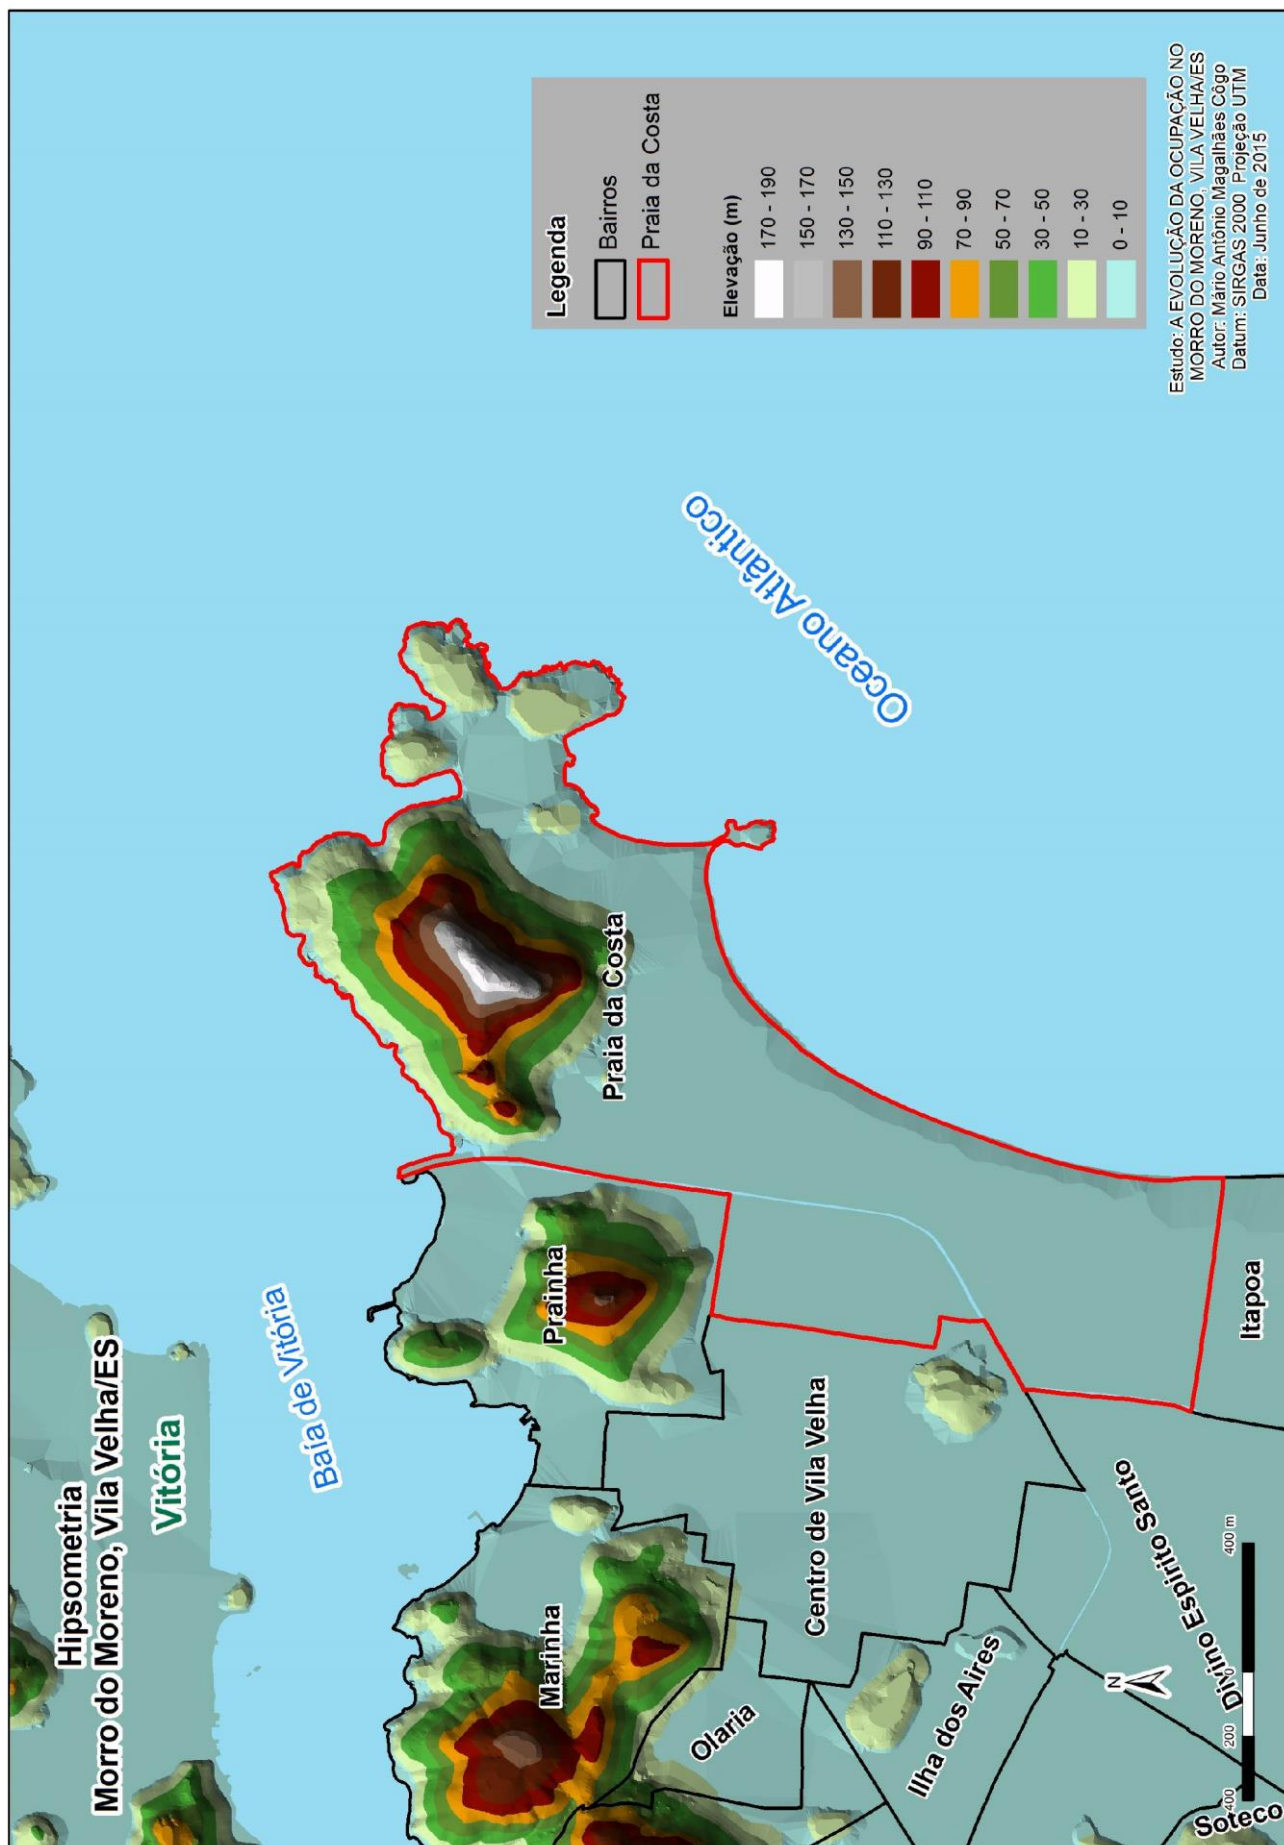 Hipsometria
Morro do Moreno, Vila Velha/ES
Vitória
Baía de Vitória
Oceano Atlântico
Marinha
Prainha
Praia da Costa
Olaria
Centro de Vila Velha
Ilha dos Aires
Divino Espírito Santo
Soteco
Itapoa
N
400 200 0 400 m
Legenda
Bairros
Praia da Costa
Elevação (m)
170 - 190
150 - 170
130 - 150
110 - 130
90 - 110
70 - 90
50 - 70
30 - 50
10 - 30
0 - 10
Estudo: A EVOLUÇÃO DA OCUPAÇÃO NO
MORRO DO MORENO, VILA VELHA/ES
Autor: Mário Antônio Magalhães Côgo
Datum: SIRGAS 2000 Projeção UTM
Data: Junho de 2015